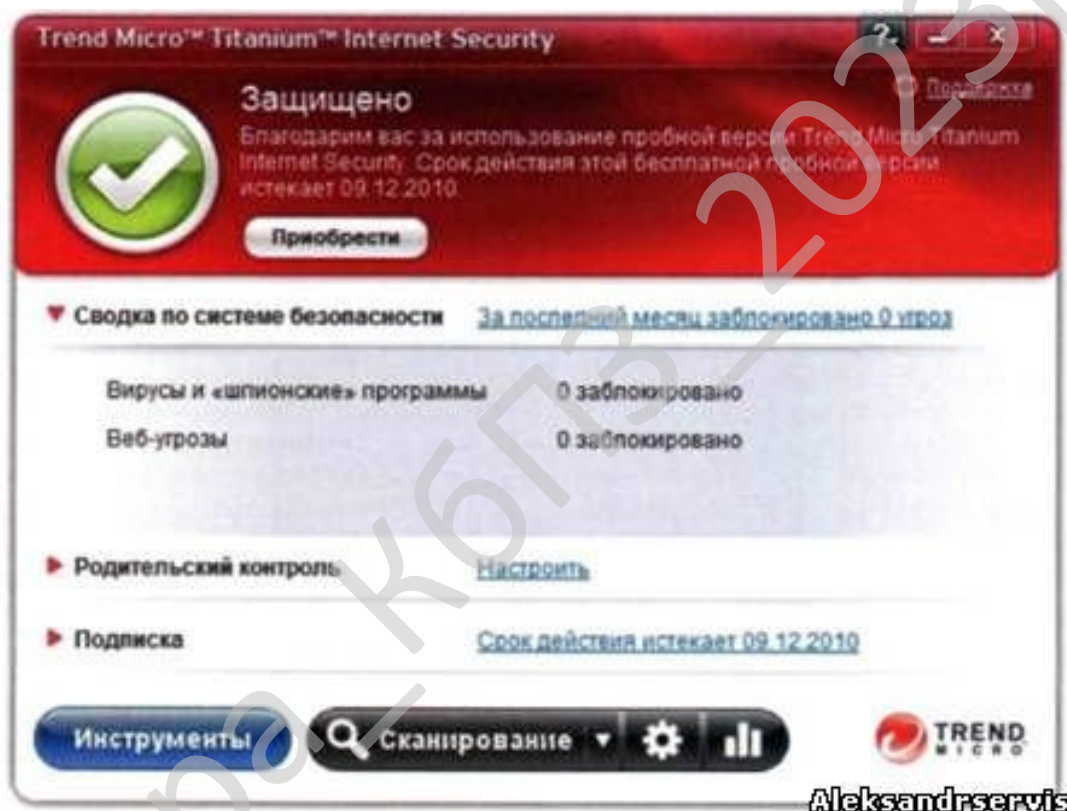 Trend Micro™ Titanium™ Internet Security
Поддержка
Защищено
Благодарим вас за использование пробной версии Trend Micro Titanium
Internet Security. Срок действия этой бесплатной пробной версии
истекает 09.12.2010.
Приобрести
Сводка по системе безопасности За последний месяц заблокировано 0 угроз
Вирусы и «шпионские» программы 0 заблокировано
Веб-угрозы 0 заблокировано
Родительский контроль Настроить
Подписка Срок действия истекает 09.12.2010
Инструменты Сканирование
TREND
MICRO
Aleksandrservis